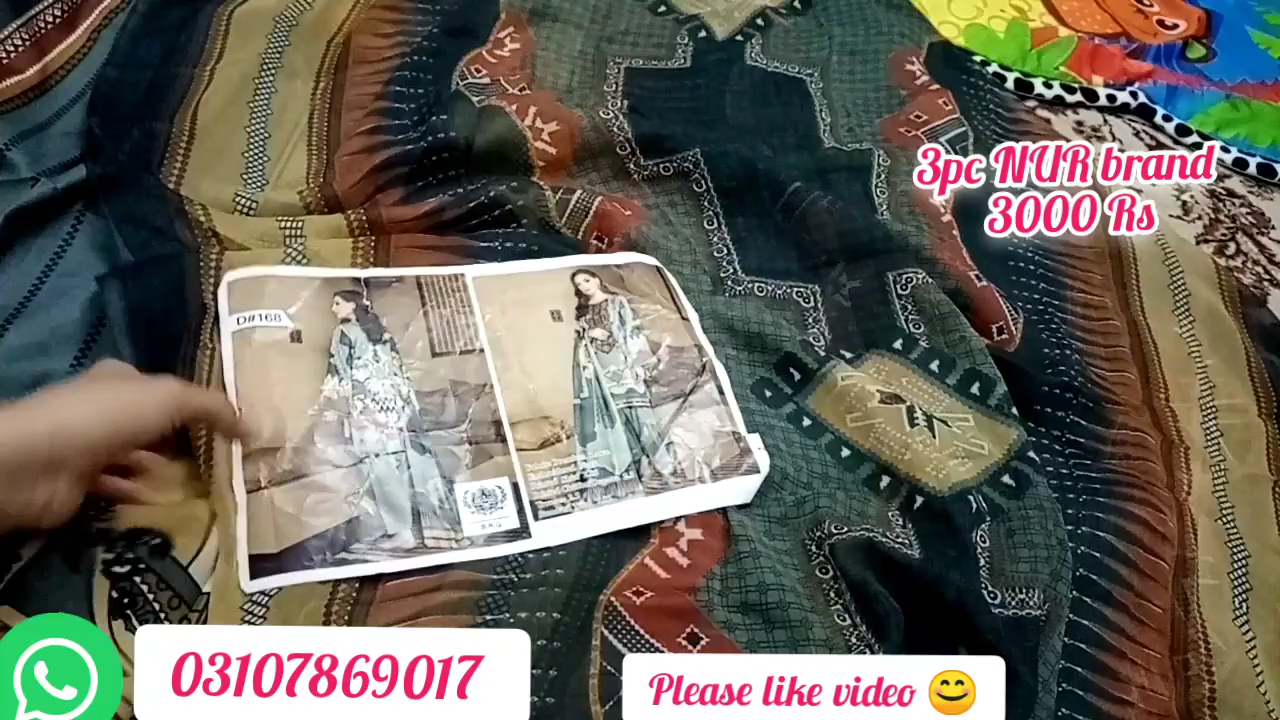 3pc NUR brand
3000 Rs
D#168
S.R.G
03107869017
Please like video 😊